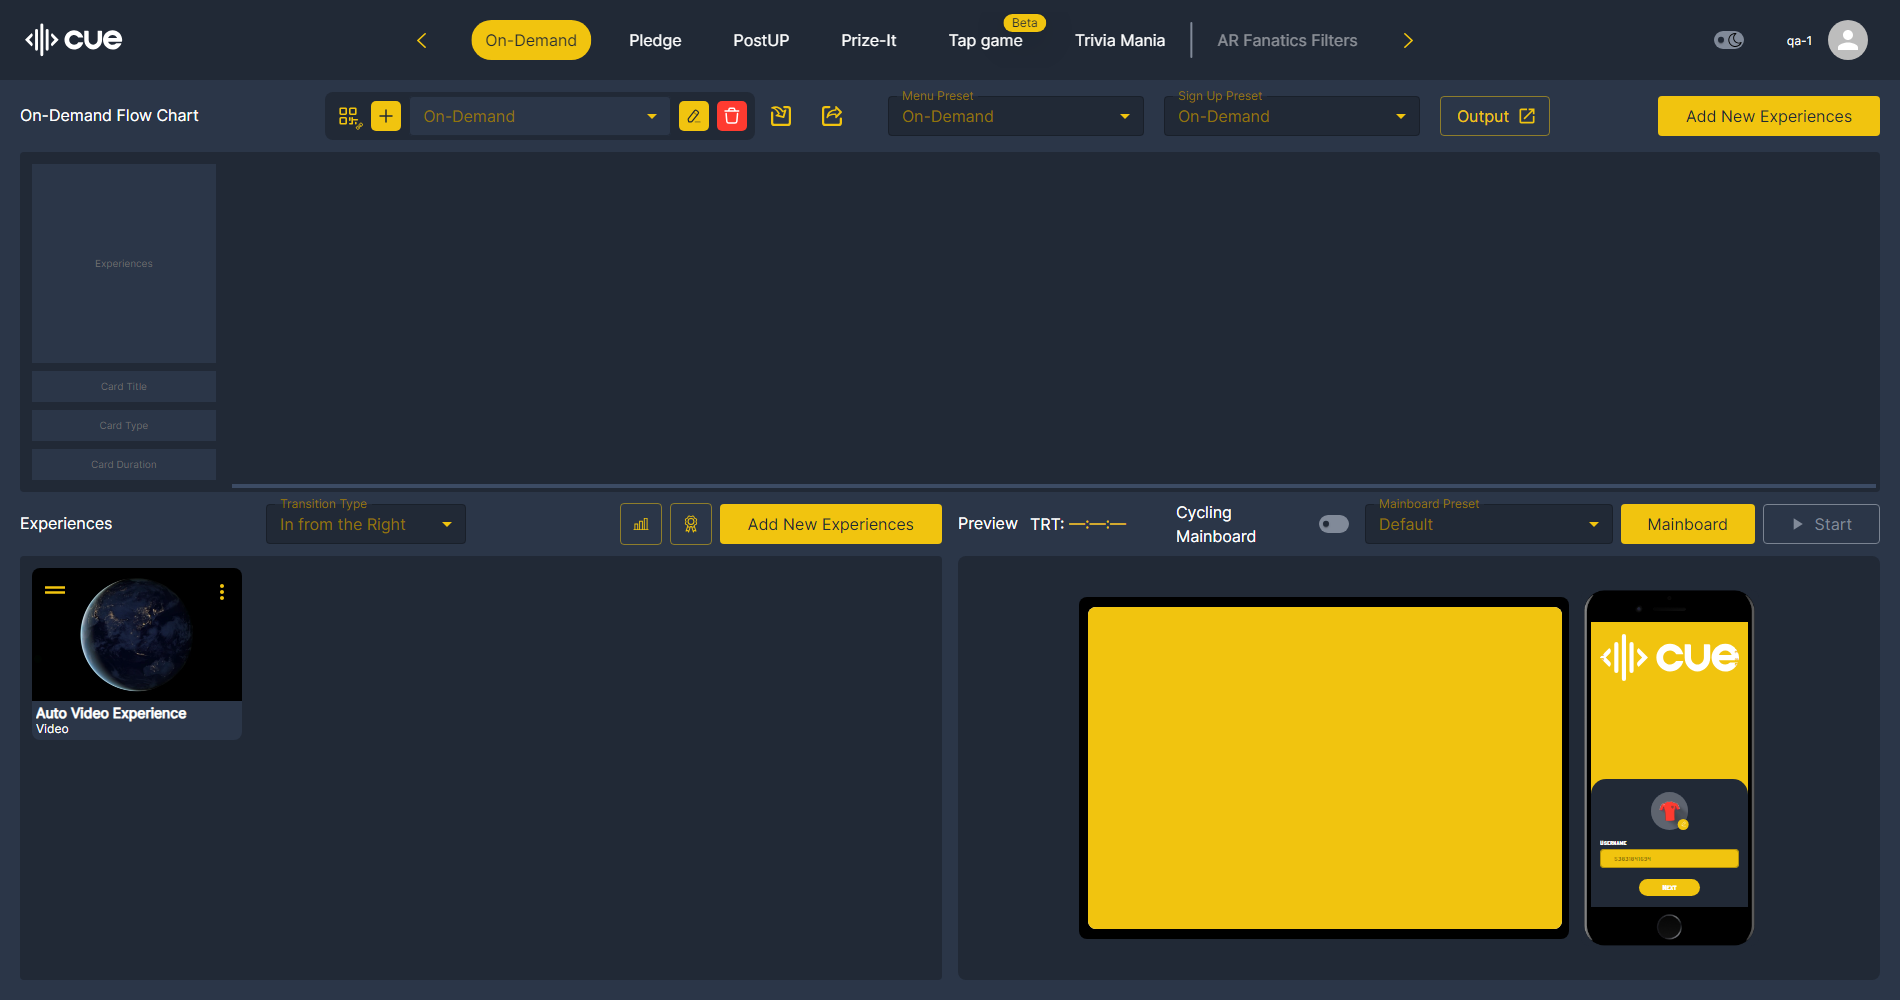 cue
On-Demand
Pledge
PostUP
Prize-It
Beta
Tap game
Trivia Mania
AR Fanatics Filters
qa-1
On-Demand Flow Chart
On-Demand
Menu Preset
On-Demand
Sign Up Preset
On-Demand
Output
Add New Experiences
Experiences
Card Title
Card Type
Card Duration
Experiences
Transition Type
In from the Right
Add New Experiences
Preview
TRT: —:—:—
Cycling
Mainboard
Mainboard Preset
Default
Mainboard
Start
Auto Video Experience
Video
cue
Username
NEXT